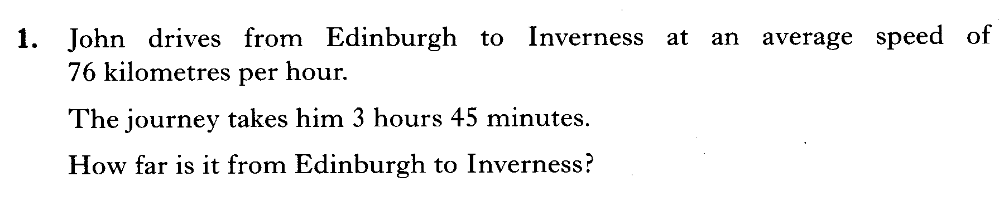 1. John drives from Edinburgh to Inverness at an average speed of
76 kilometres per hour.
The journey takes him 3 hours 45 minutes.
How far is it from Edinburgh to Inverness?